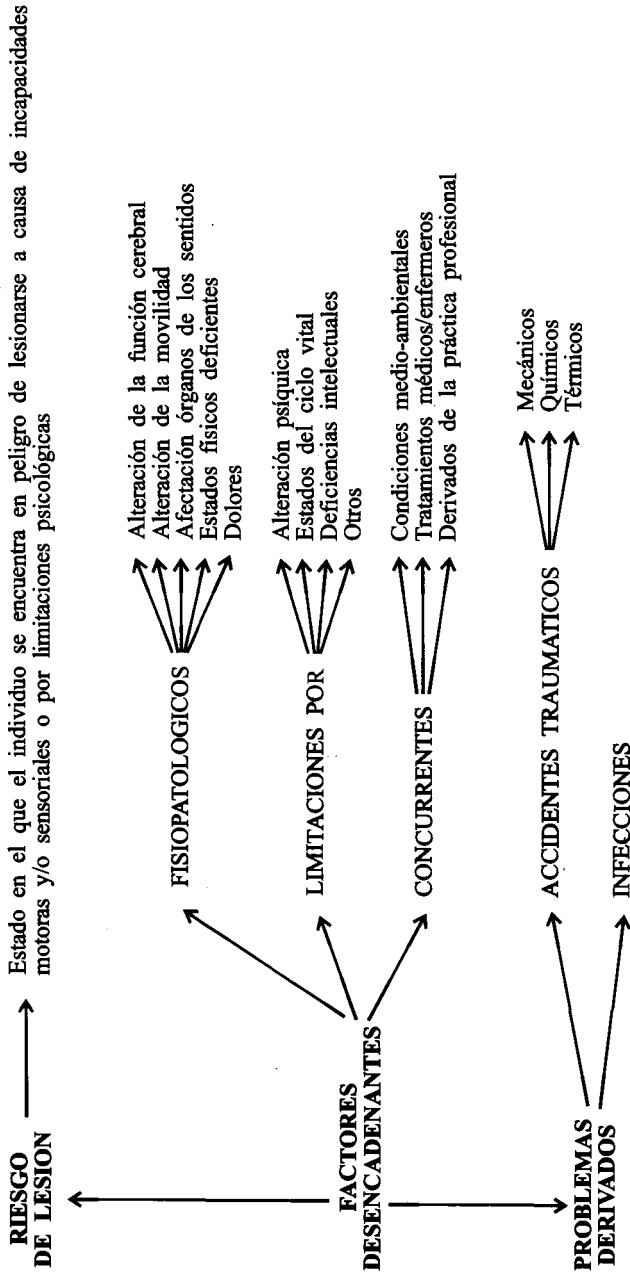 RIESGO
DE LESION
Estado en el que el individuo se encuentra en peligro de lesionarse a causa de incapacidades
motoras y/o sensoriales o por limitaciones psicológicas
FACTORES
DESENCADENANTES
FISIOPATOLOGICOS
Alteración de la función cerebral
Alteración de la movilidad
Afectación órganos de los sentidos
Estados físicos deficientes
Dolores
LIMITACIONES POR
Alteración psíquica
Estados del ciclo vital
Deficiencias intelectuales
Otros
CONCURRENTES
Condiciones medio-ambientales
Tratamientos médicos/enfermeros
Derivados de la práctica profesional
PROBLEMAS
DERIVADOS
ACCIDENTES TRAUMATICOS
Mecánicos
Químicos
Térmicos
INFECCIONES